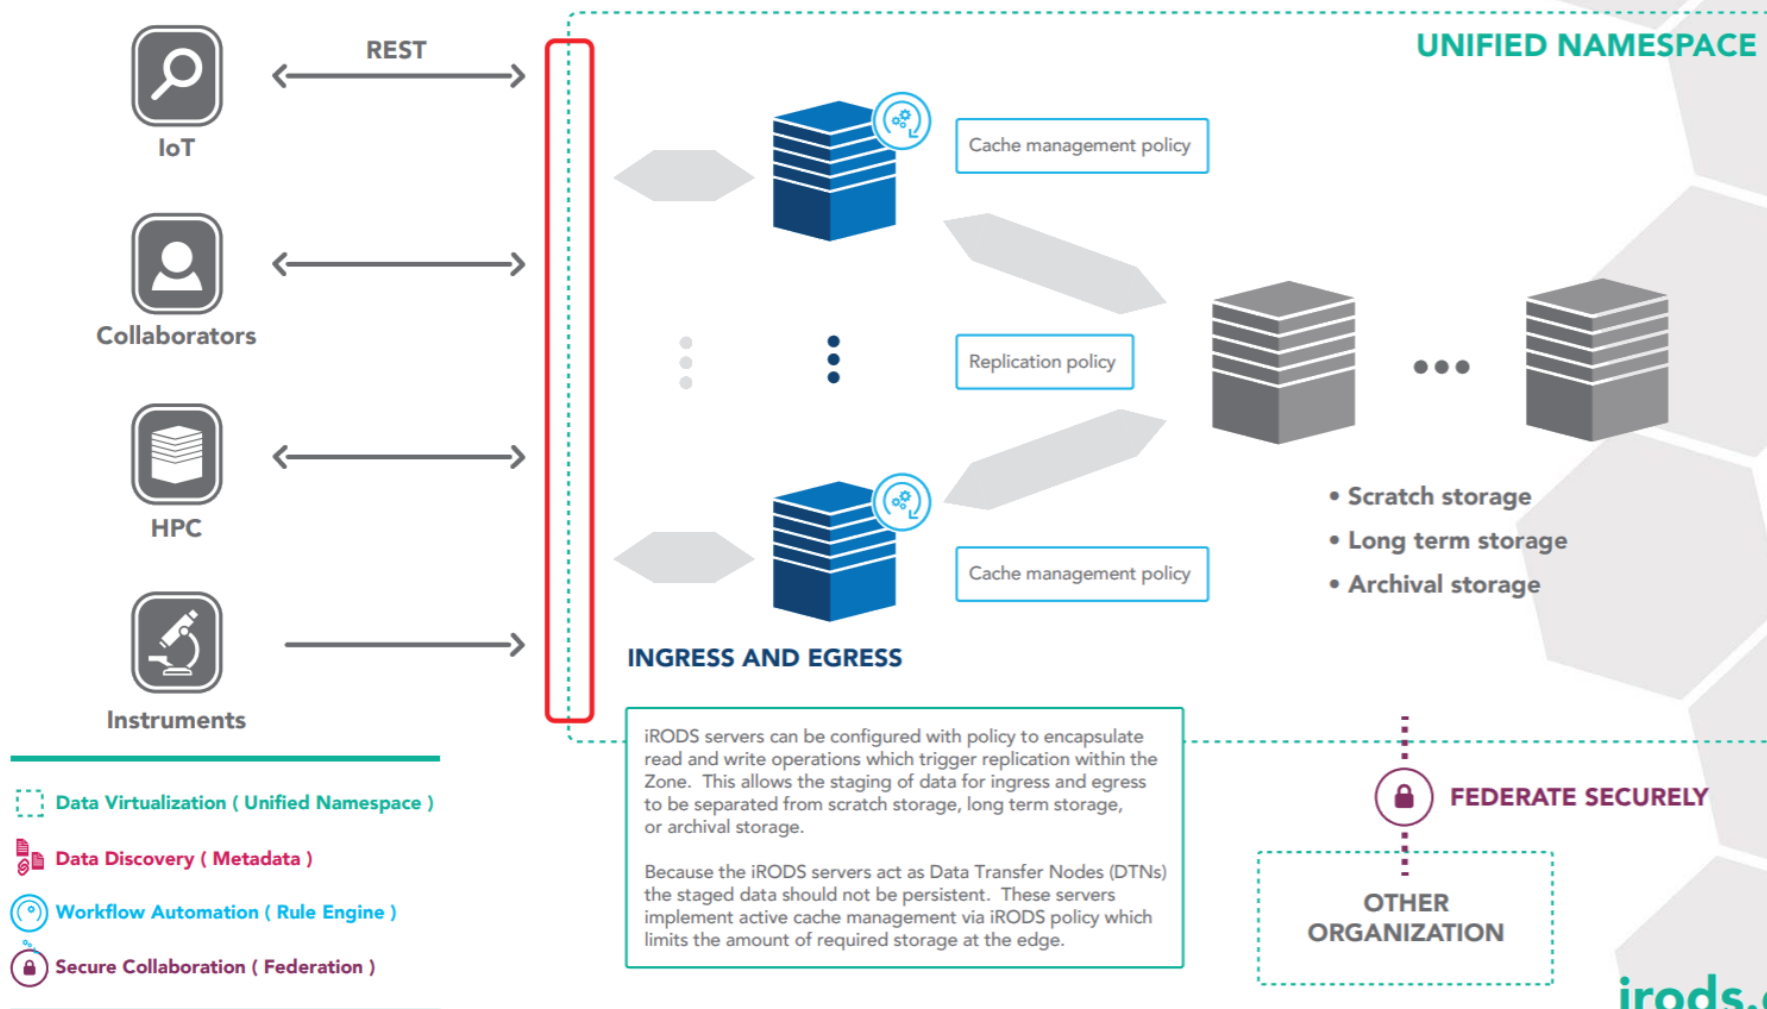 REST
UNIFIED NAMESPACE
IoT
Cache management policy
Collaborators
Replication policy
HPC
Cache management policy
• Scratch storage
• Long term storage
• Archival storage
Instruments
INGRESS AND EGRESS
iRODS servers can be configured with policy to encapsulate
read and write operations which trigger replication within the
Zone. This allows the staging of data for ingress and egress
to be separated from scratch storage, long term storage,
or archival storage.
Because the iRODS servers act as Data Transfer Nodes (DTNs)
the staged data should not be persistent. These servers
implement active cache management via iRODS policy which
limits the amount of required storage at the edge.
Data Virtualization ( Unified Namespace )
Data Discovery ( Metadata )
Workflow Automation ( Rule Engine )
Secure Collaboration ( Federation )
FEDERATE SECURELY
OTHER
ORGANIZATION
irods.